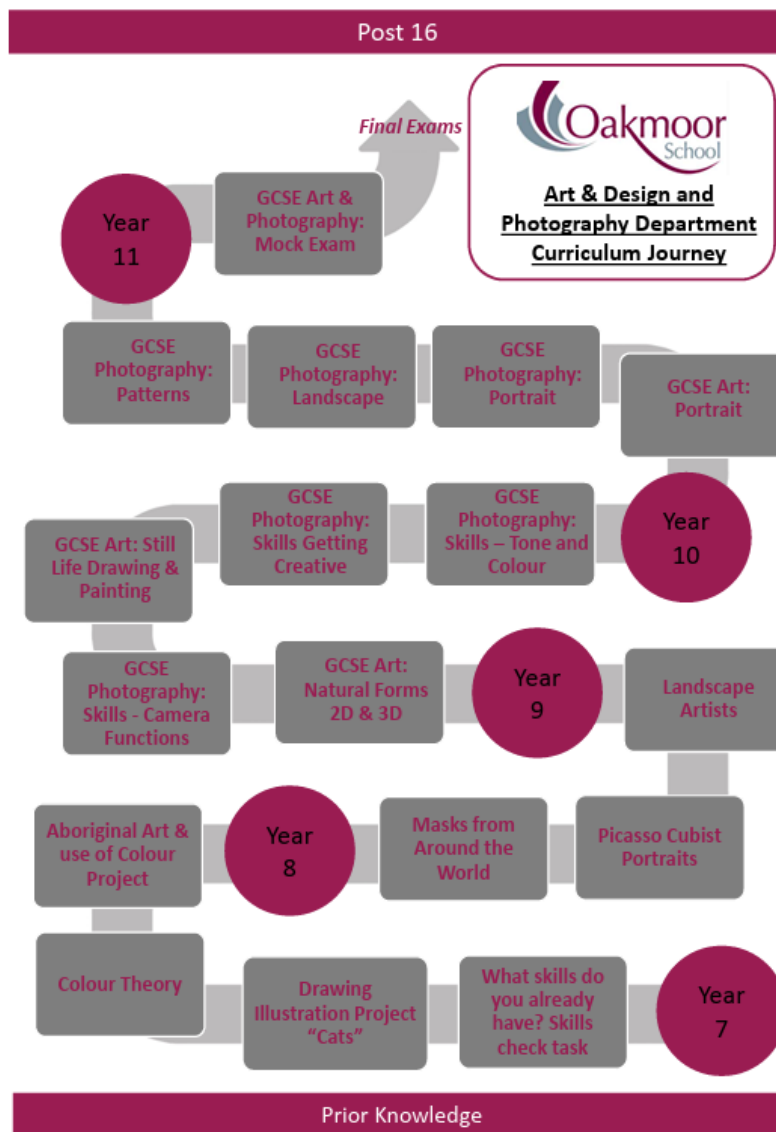 Post 16
Final Exams
Oakmoor
School
Art & Design and
Photography Department
Curriculum Journey
Year
11
GCSE Art &
Photography:
Mock Exam
GCSE
Photography:
Patterns
GCSE
Photography:
Landscape
GCSE
Photography:
Portrait
GCSE Art:
Portrait
GCSE Art: Still
Life Drawing &
Painting
GCSE
Photography:
Skills Getting
Creative
GCSE
Photography:
Skills – Tone and
Colour
Year
10
GCSE
Photography:
Skills - Camera
Functions
GCSE Art:
Natural Forms
2D & 3D
Year
9
Landscape
Artists
Aboriginal Art &
use of Colour
Project
Year
8
Masks from
Around the
World
Picasso Cubist
Portraits
Colour Theory
Drawing
Illustration Project
“Cats”
What skills do
you already
have? Skills
check task
Year
7
Prior Knowledge